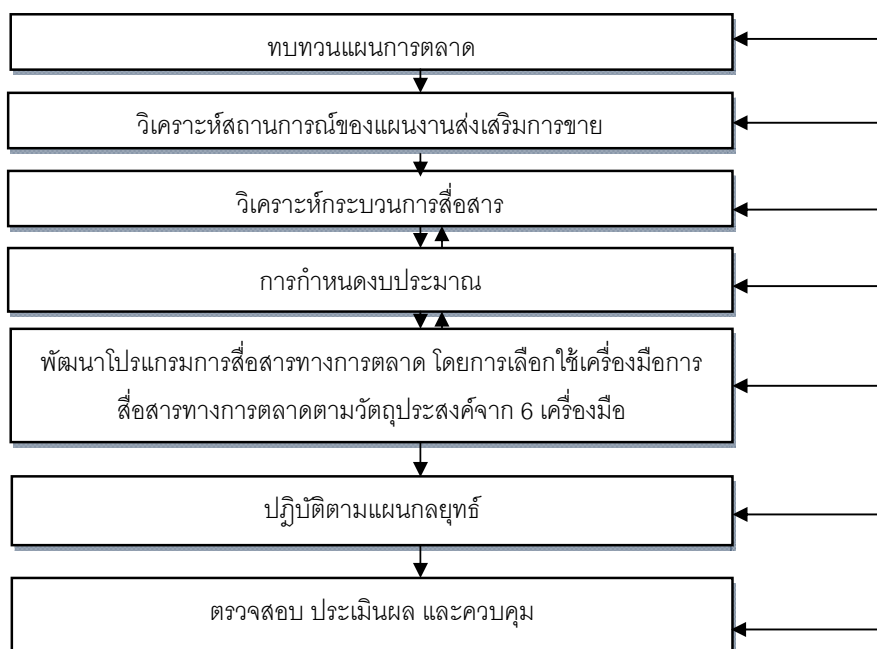 ทบทวนแผนการตลาด
วิเคราะห์สถานการณ์ของแผนงานส่งเสริมการขาย
วิเคราะห์กระบวนการสื่อสาร
การกำหนดงบประมาณ
พัฒนาโปรแกรมการสื่อสารทางการตลาด โดยการเลือกใช้เครื่องมือการ
สื่อสารทางการตลาดตามวัตถุประสงค์จาก 6 เครื่องมือ
ปฎิบัติตามแผนกลยุทธ์
ตรวจสอบ ประเมินผล และควบคุม